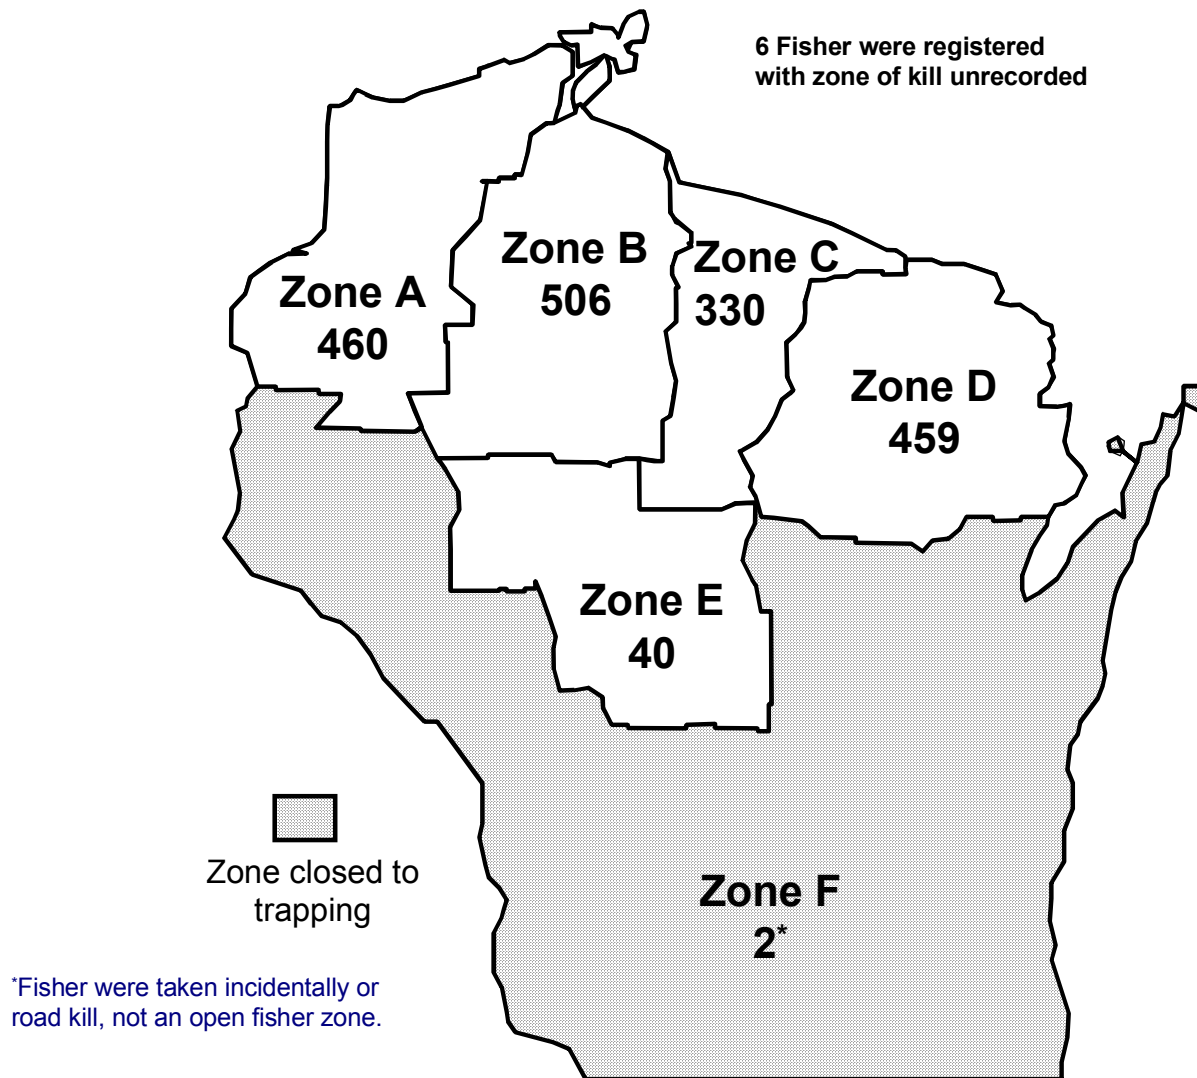 6 Fisher were registered
with zone of kill unrecorded
Zone A
460
Zone B
506
Zone C
330
Zone D
459
Zone E
40
Zone closed to
trapping
Zone F
2*
*Fisher were taken incidentally or
road kill, not an open fisher zone.